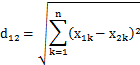 d₁₂ = √∑ₖ₌₁ⁿ (x₁ₖ − x₂ₖ)²